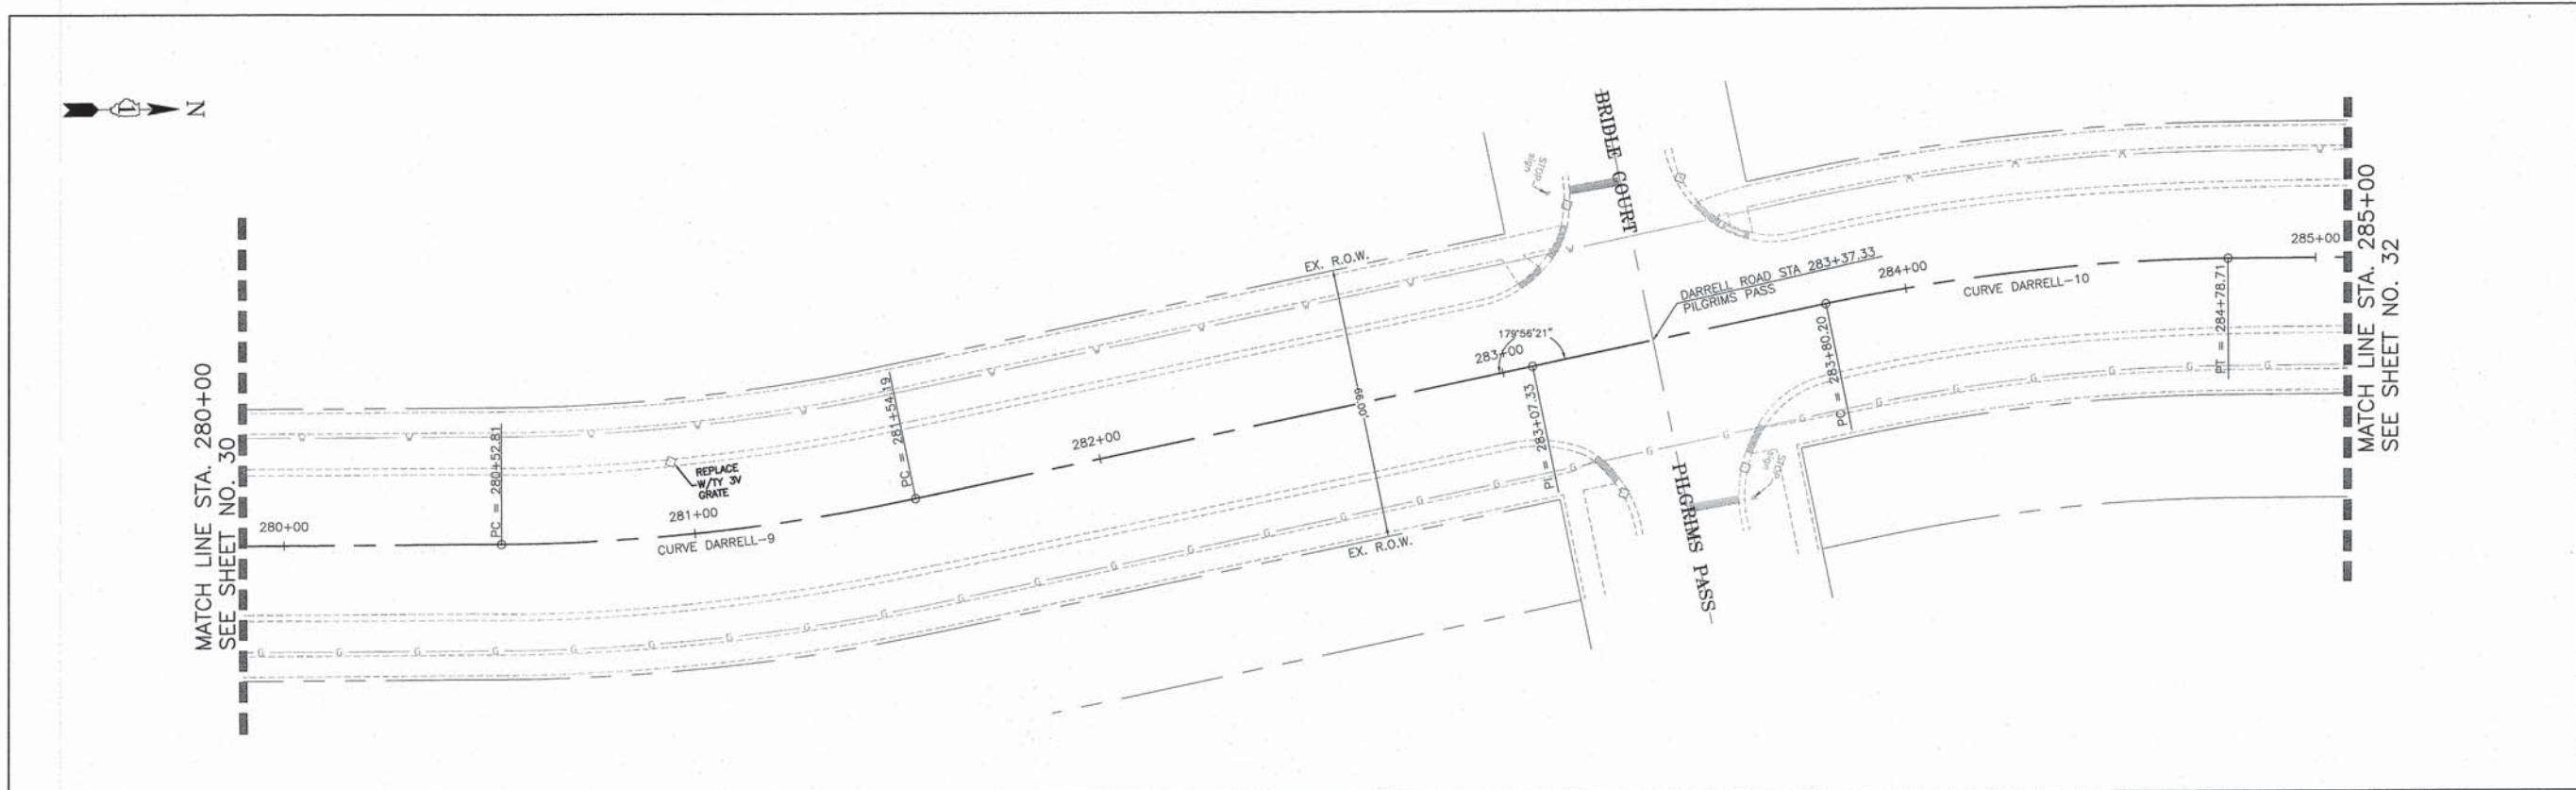 N
MATCH LINE STA. 280+00
SEE SHEET NO. 30
280+00
PC = 280+52.81
REPLACE
W/TY 3V
GRATE
281+00
CURVE DARRELL-9
PC = 281+54.19
282+00
EX. R.O.W.
66.00'
EX. R.O.W.
283+00
179°56'21"
PI = 283+07.33
STOP
sign
BRIDLE COURT
DARRELL ROAD STA 283+37.33
PILGRIMS PASS
PILGRIMS PASS
STOP
sign
PC = 283+80.20
284+00
CURVE DARRELL-10
PT = 284+78.71
285+00
MATCH LINE STA. 285+00
SEE SHEET NO. 32
W W W W W W W W W W W W W W W
G G G G G G G G G G G G G G G G G G G G G G G G G G G